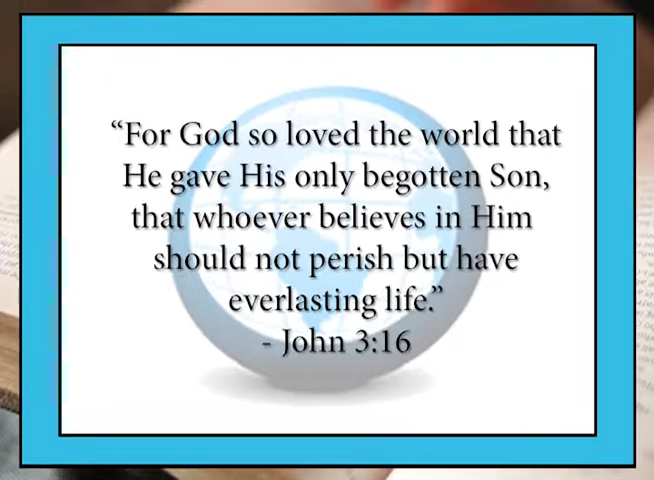 “For God so loved the world that
He gave His only begotten Son,
that whoever believes in Him
should not perish but have
everlasting life.”
- John 3:16